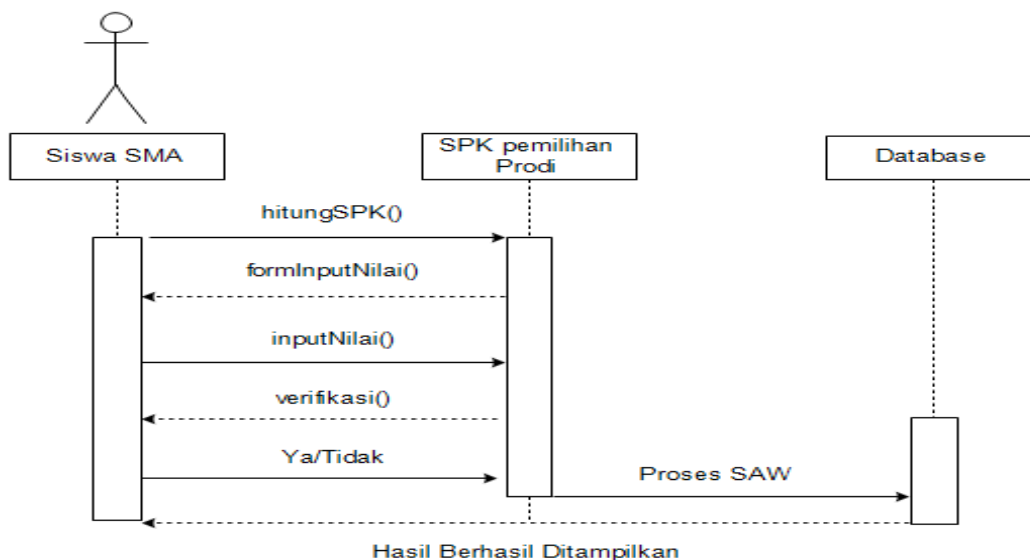 Siswa SMA
SPK pemilihan
Prodi
Database
hitungSPK()
formInputNilai()
inputNilai()
verifikasi()
Ya/Tidak
Proses SAW
Hasil Berhasil Ditampilkan